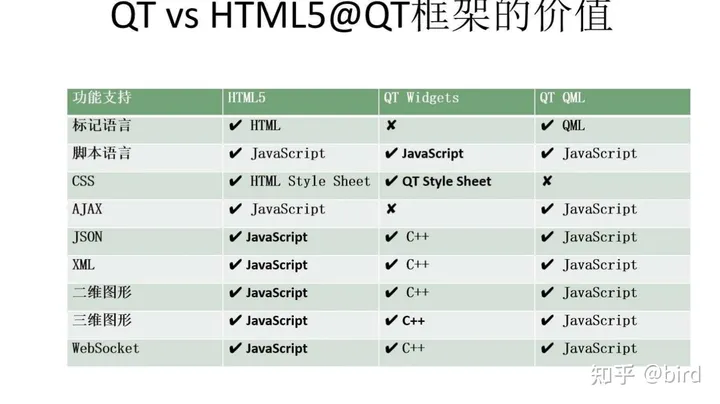 QT vs HTML5@QT框架的价值
功能支持 HTML5 QT Widgets QT QML
标记语言 ✔ HTML ✘ ✔ QML
脚本语言 ✔ JavaScript ✔ JavaScript ✔ JavaScript
CSS ✔ HTML Style Sheet ✔ QT Style Sheet ✘
AJAX ✔ JavaScript ✘ ✔ JavaScript
JSON ✔ JavaScript ✔ C++ ✔ JavaScript
XML ✔ JavaScript ✔ C++ ✔ JavaScript
二维图形 ✔ JavaScript ✔ C++ ✔ JavaScript
三维图形 ✔ JavaScript ✔ C++ ✔ JavaScript
WebSocket ✔ JavaScript ✔ C++ ✔ JavaScript
知乎 @bird